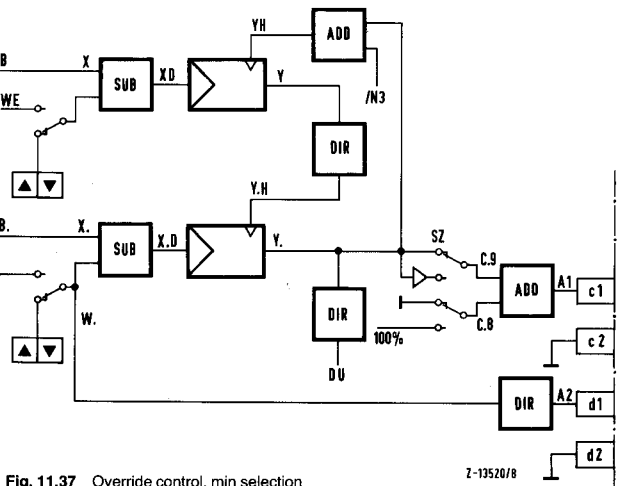 YH
ADD
B
X
SUB
XD
Y
/N3
WE
DIR
Y.H
B.
X.
SUB
X.D
Y.
SZ
C.9
ADD
A1
c1
W.
DIR
100%
C.8
c2
DU
DIR
A2
d1
d2
Z-13520/8
Fig. 11.37 Override control, min selection